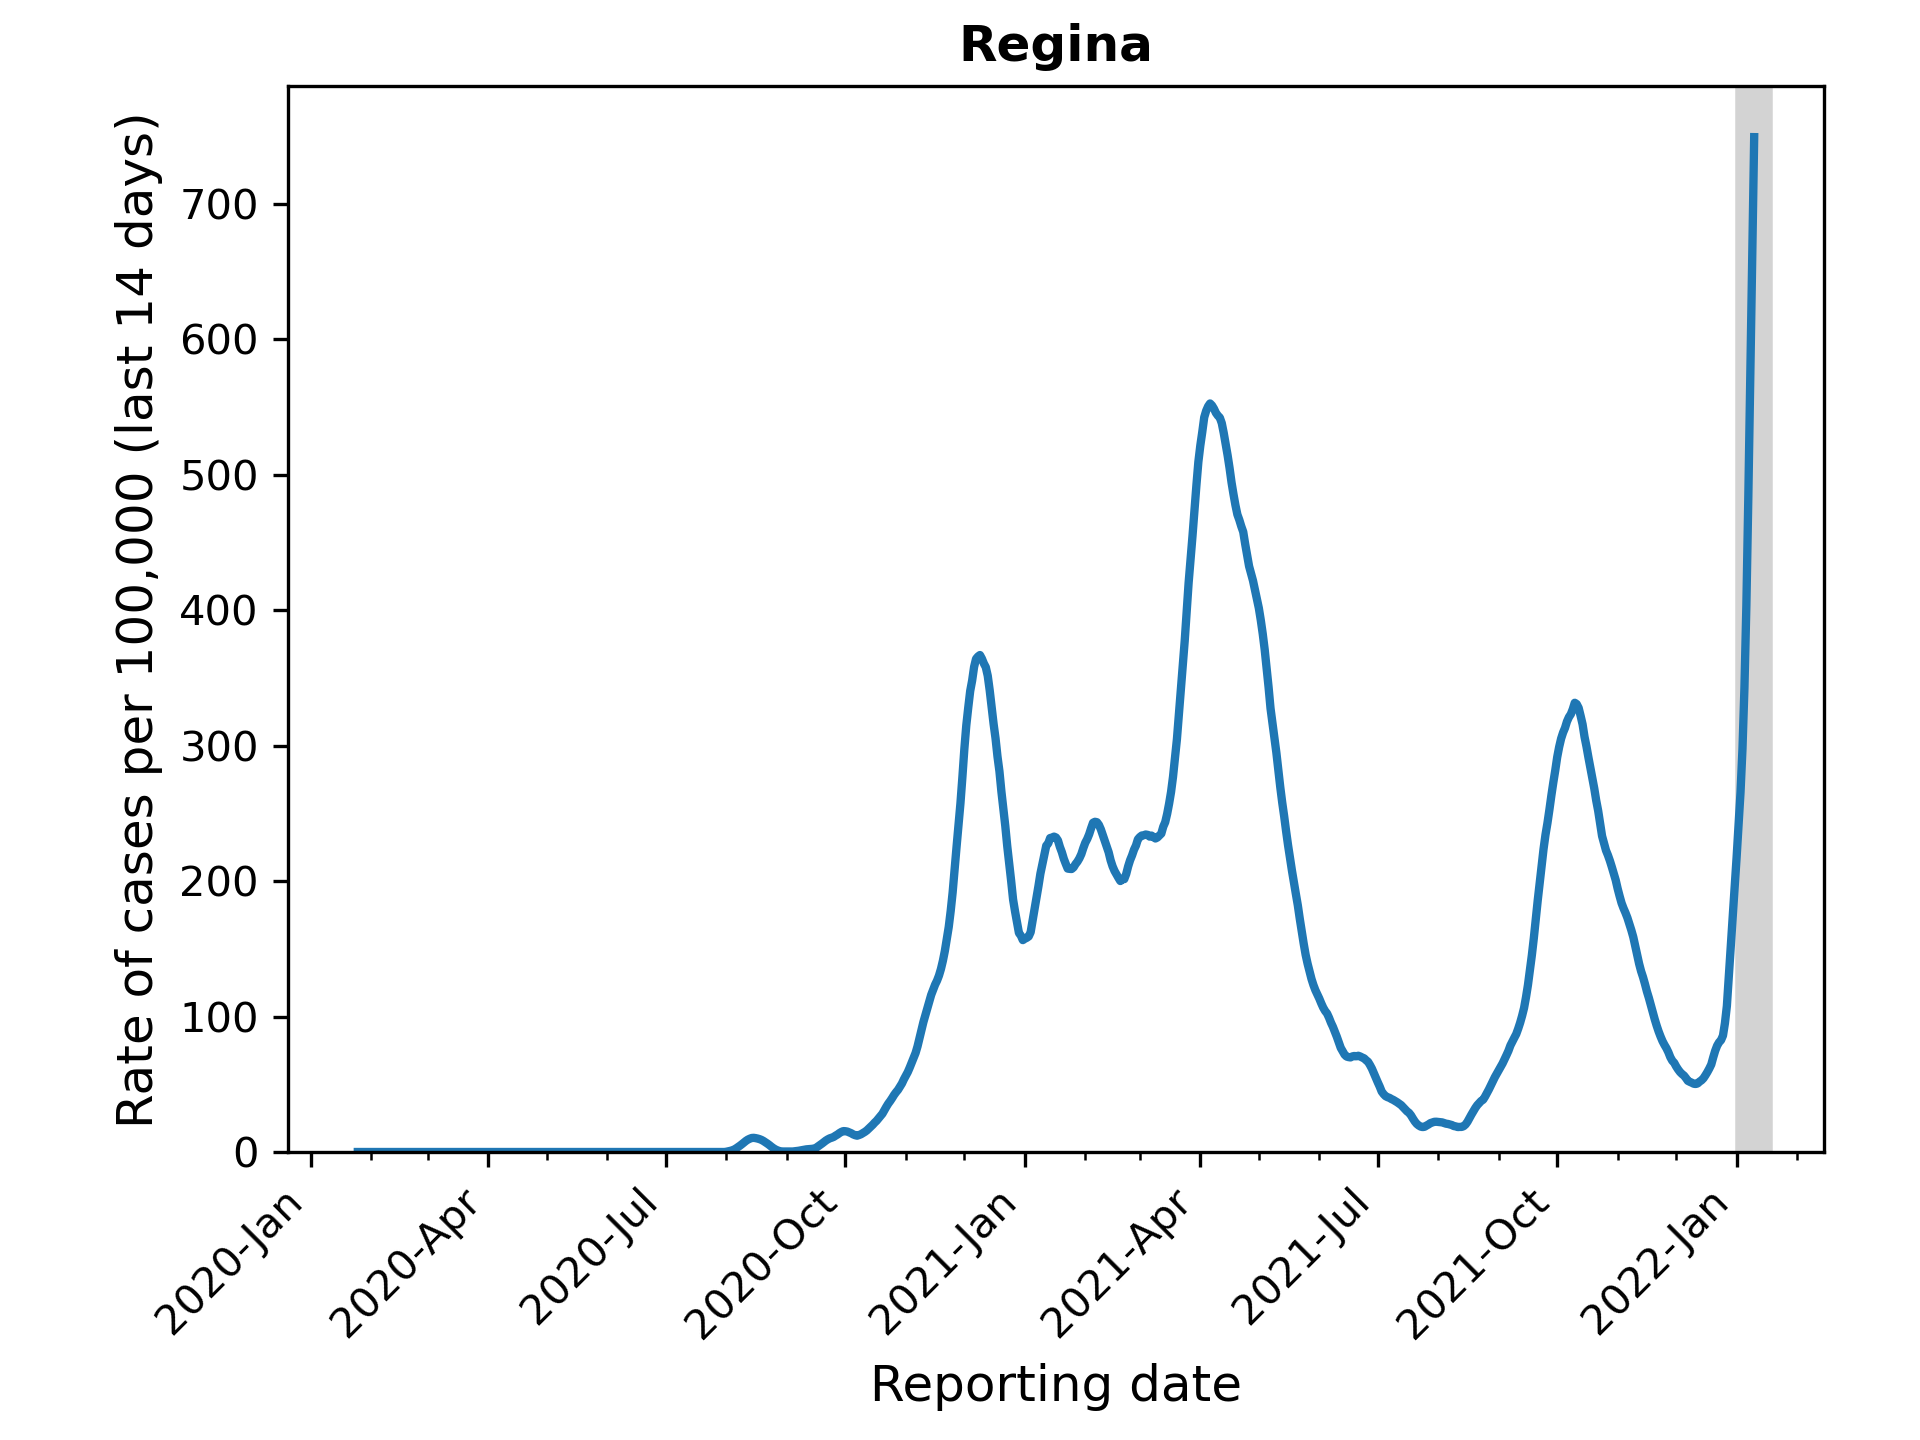 Regina
Rate of cases per 100,000 (last 14 days)
700
600
500
400
300
200
100
0
2020-Jan
2020-Apr
2020-Jul
2020-Oct
2021-Jan
2021-Apr
2021-Jul
2021-Oct
2022-Jan
Reporting date